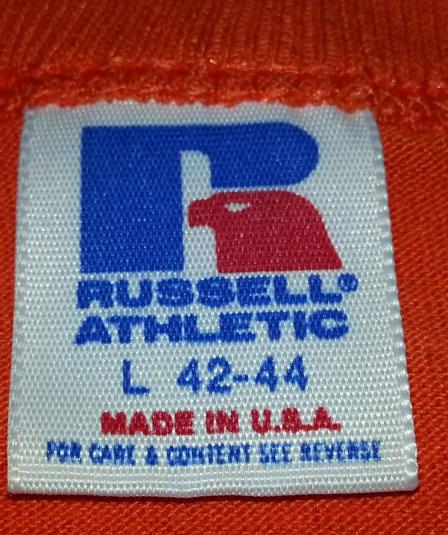 RUSSELL®
ATHLETIC
L 42-44
MADE IN U.S.A.
FOR CARE & CONTENT SEE REVERSE